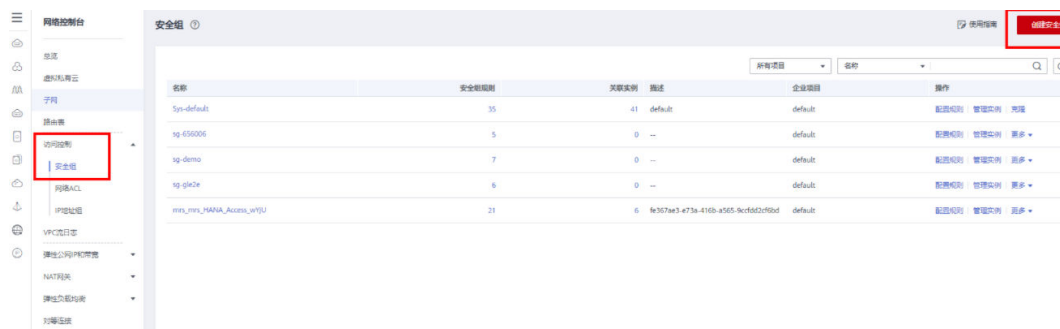 网络控制台
安全组
使用指南
创建安全
总览
虚拟私有云
子网
路由表
访问控制
安全组
网络ACL
IP地址组
VPC流日志
弹性公网IP和带宽
NAT网关
弹性负载均衡
对等连接
所有项目 名称
名称 安全组规则 关联实例 描述 企业项目 操作
Sys-default 35 41 default default 配置规则 管理实例 克隆
sg-656006 5 0 -- default 配置规则 管理实例 更多
sg-demo 7 0 -- default 配置规则 管理实例 更多
sg-gle2e 6 0 -- default 配置规则 管理实例 更多
mrs_mrs_HANA_Access_wYJU 21 6 fe367ae3-e73a-416b-a565-9ccfdd2cf6bd default 配置规则 管理实例 更多